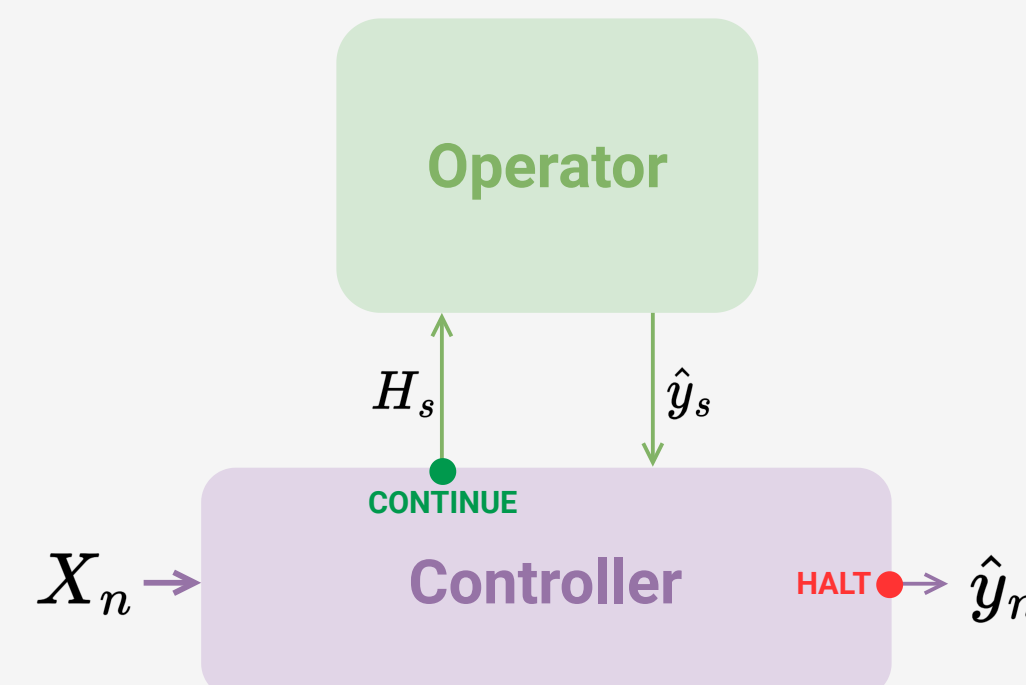 Operator
H_s
ŷ_s
CONTINUE
X_n
Controller
HALT
ŷ_n